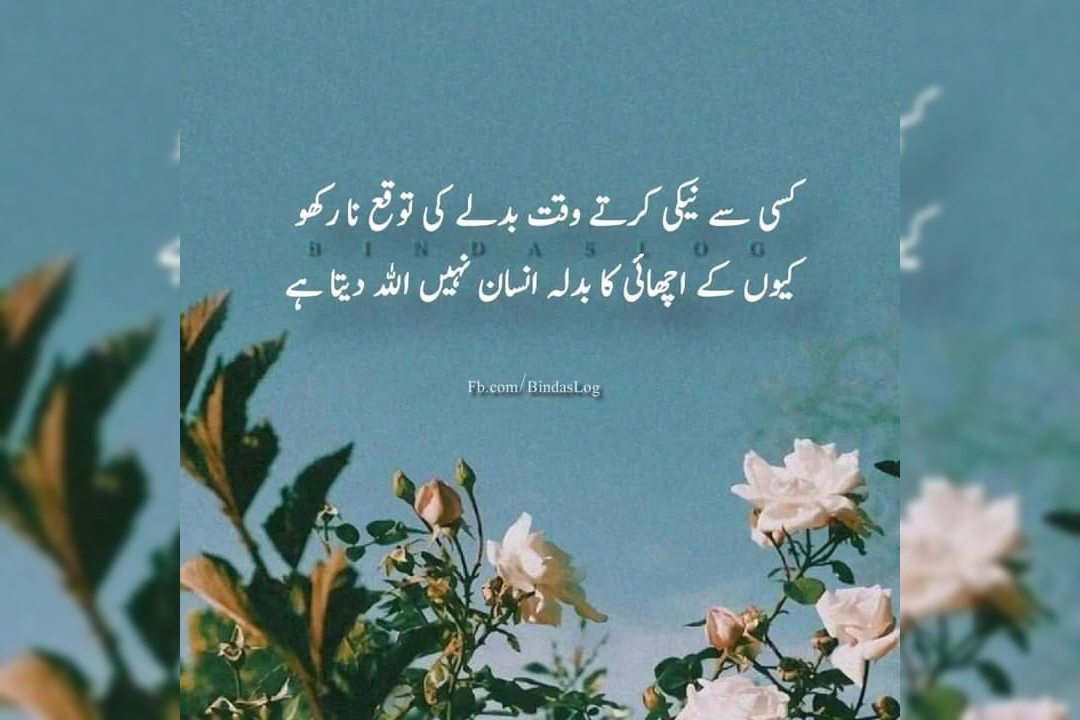 کسی سے نیکی کرتے وقت بدلے کی توقع نا رکھو
BINDASLOG
کیوں کے اچھائی کا بدلہ انسان نہیں اللہ دیتا ہے
Fb.com/BindasLog